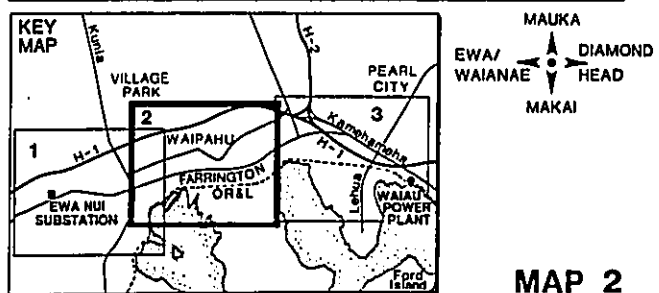 KEY
MAP
Kunia
H-2
VILLAGE
PARK
PEARL
CITY
1
2
3
H-1
WAIPAHU
Kamehameha
H-1
FARRINGTON
OR&L
EWA NUI
SUBSTATION
Lehua
WAIAU
POWER
PLANT
Ford
Island
MAUKA
EWA/
WAIANAE
DIAMOND
HEAD
MAKAI
MAP 2